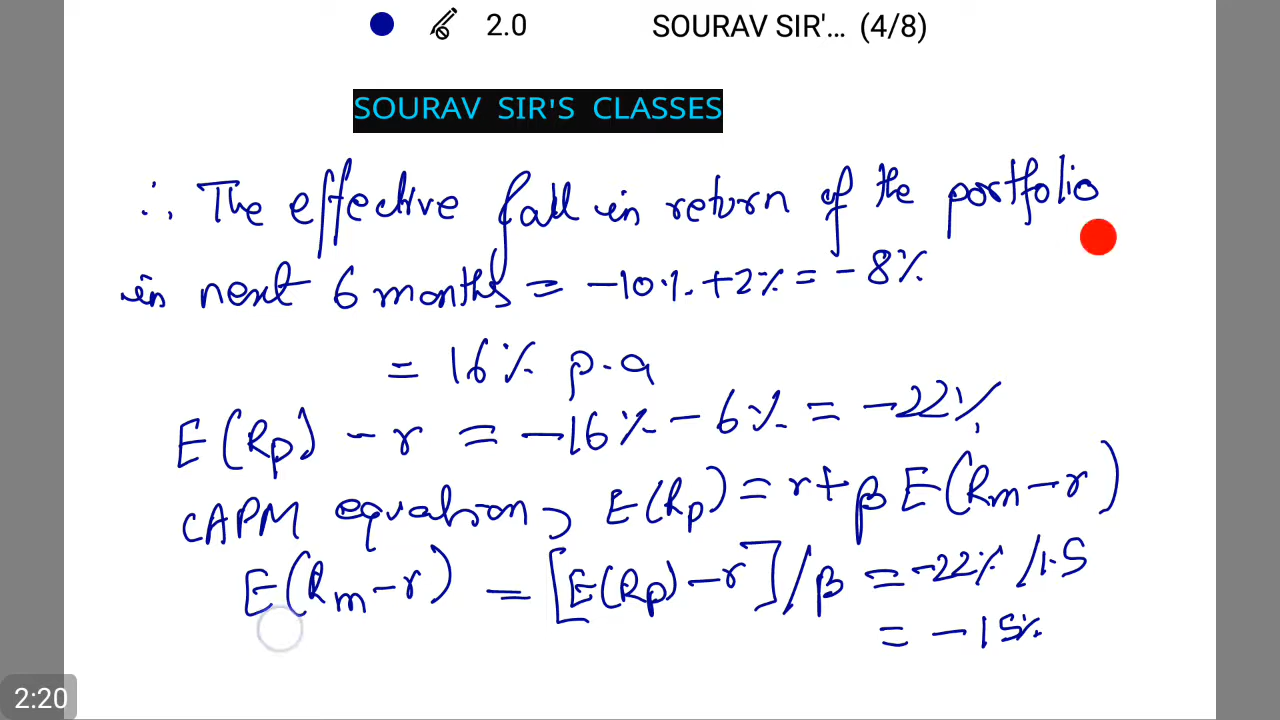 2.0 SOURAV SIR'... (4/8)
SOURAV SIR'S CLASSES
∴ The effective fall in return of the portfolio
in next 6 months = -10% + 2% = -8%
= 16% p.a
E(Rp) - r = -16% - 6% = -22%
CAPM equation, E(Rp) = r + β E(Rm - r)
E(Rm - r) = [E(Rp) - r] / β = -22% / 1.5
= -15%
2:20